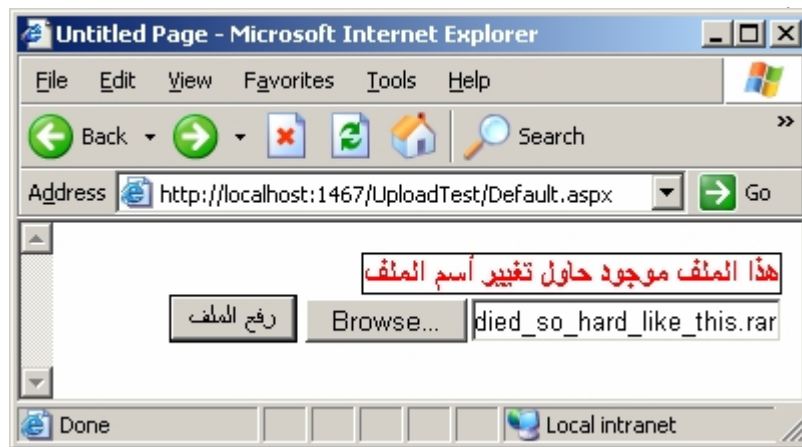 Untitled Page - Microsoft Internet Explorer
File Edit View Favorites Tools Help
Back Search »
Address http://localhost:1467/UploadTest/Default.aspx Go
هذا الملف موجود حاول تغيير أسم الملف
died_so_hard_like_this.rar Browse... رفع الملف
Done Local intranet